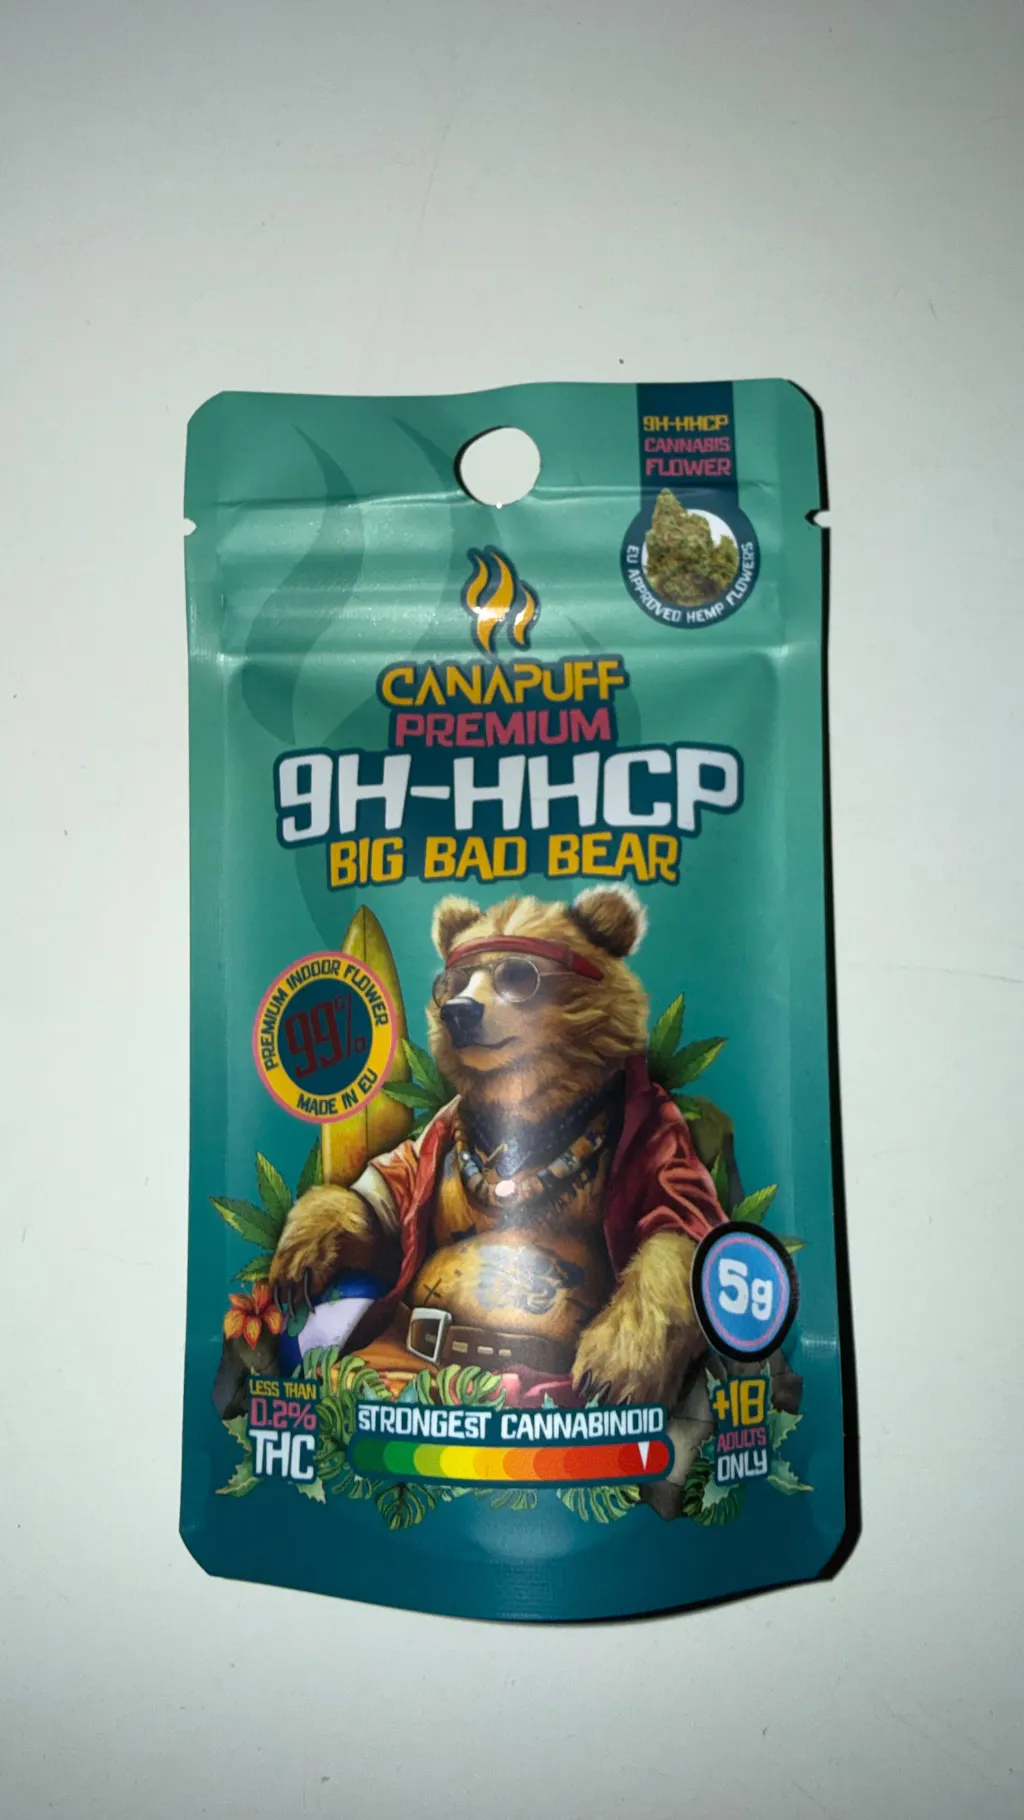 9H-HHCP
CANNABIS
FLOWER
EU APPROVED HEMP FLOWERS
CANAPUFF
PREMIUM
9H-HHCP
BIG BAD BEAR
PREMIUM INDOOR FLOWER
99%
MADE IN EU
5g
LESS THAN
0.2%
THC
STRONGEST CANNABINOID
+18
ADULTS
ONLY